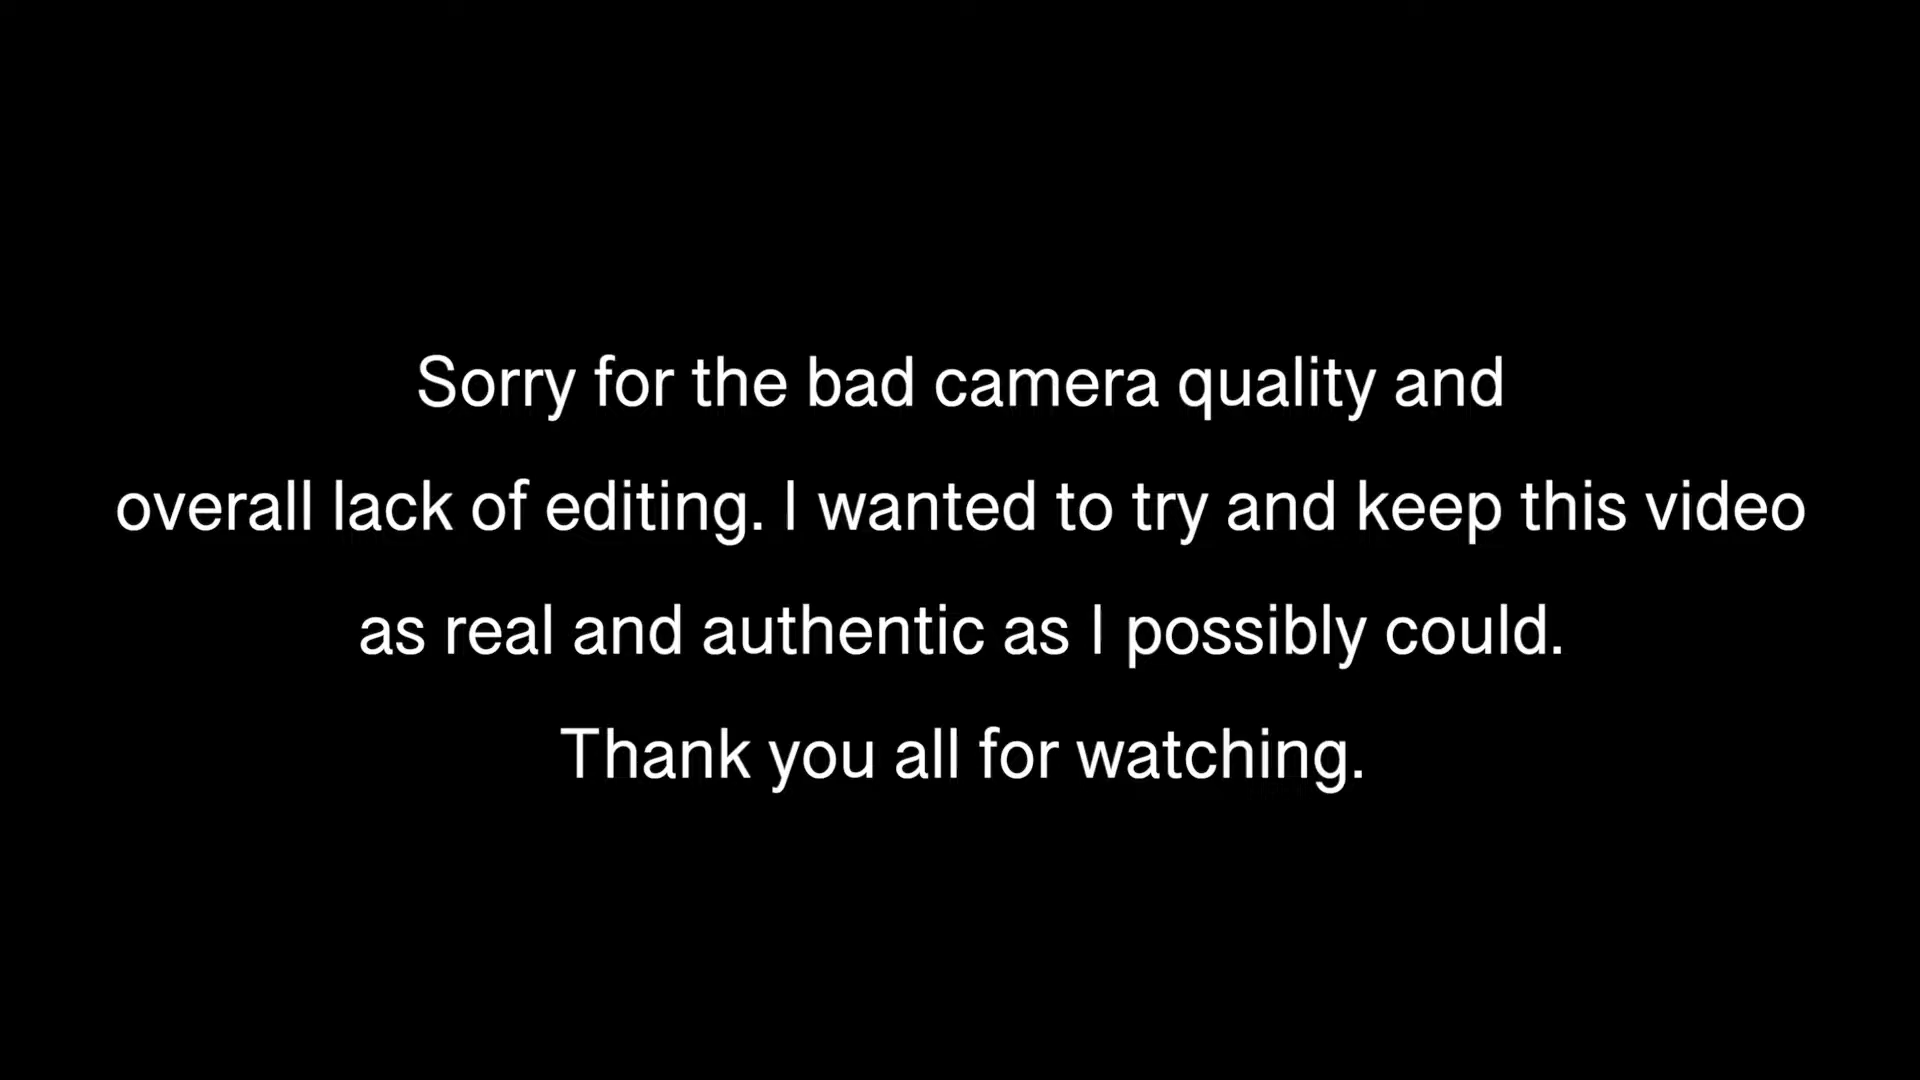 Sorry for the bad camera quality and
overall lack of editing. I wanted to try and keep this video
as real and authentic as I possibly could.
Thank you all for watching.